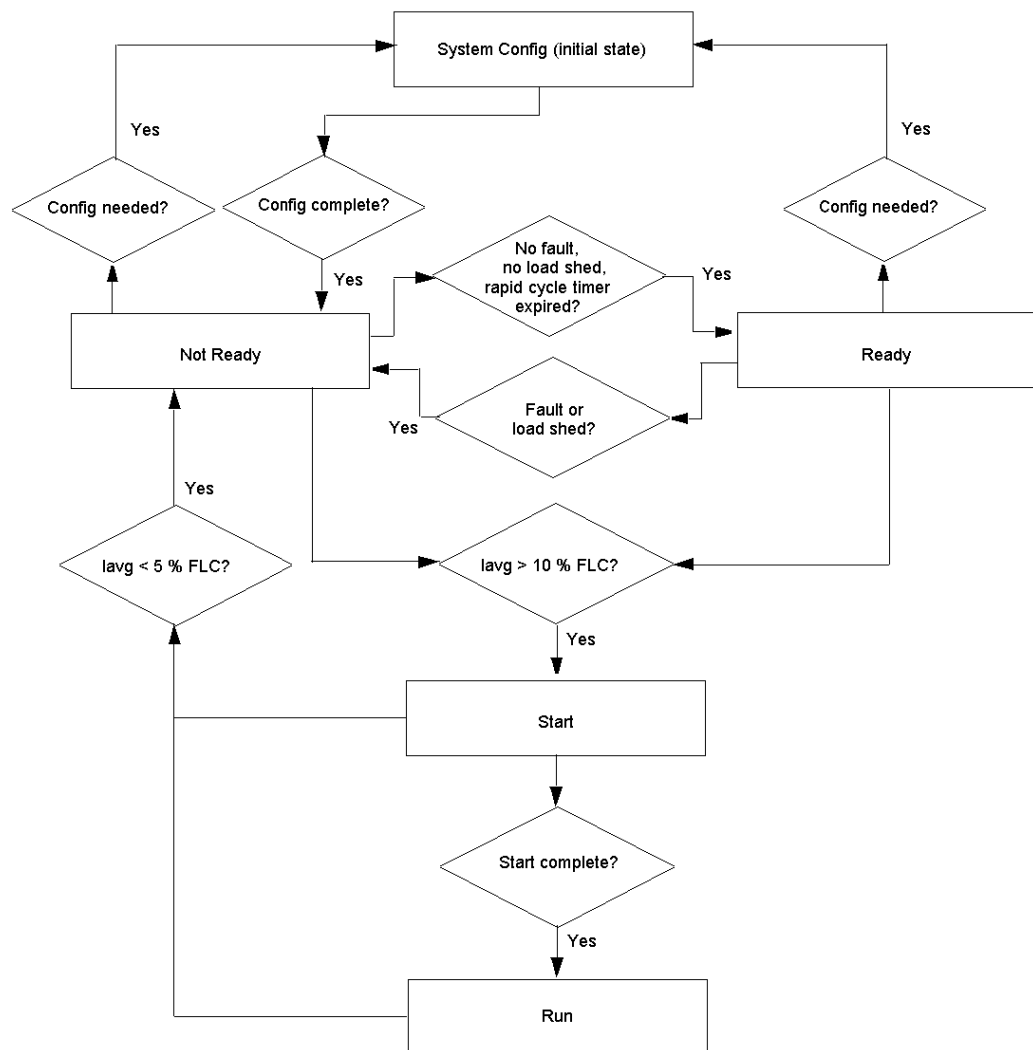 System Config (initial state)
Yes
Yes
Config needed?
Config complete?
Config needed?
No fault,
no load shed,
rapid cycle timer
expired?
Yes
Yes
Not Ready
Ready
Fault or
load shed?
Yes
Yes
Iavg < 5 % FLC?
Iavg > 10 % FLC?
Yes
Start
Start complete?
Yes
Run